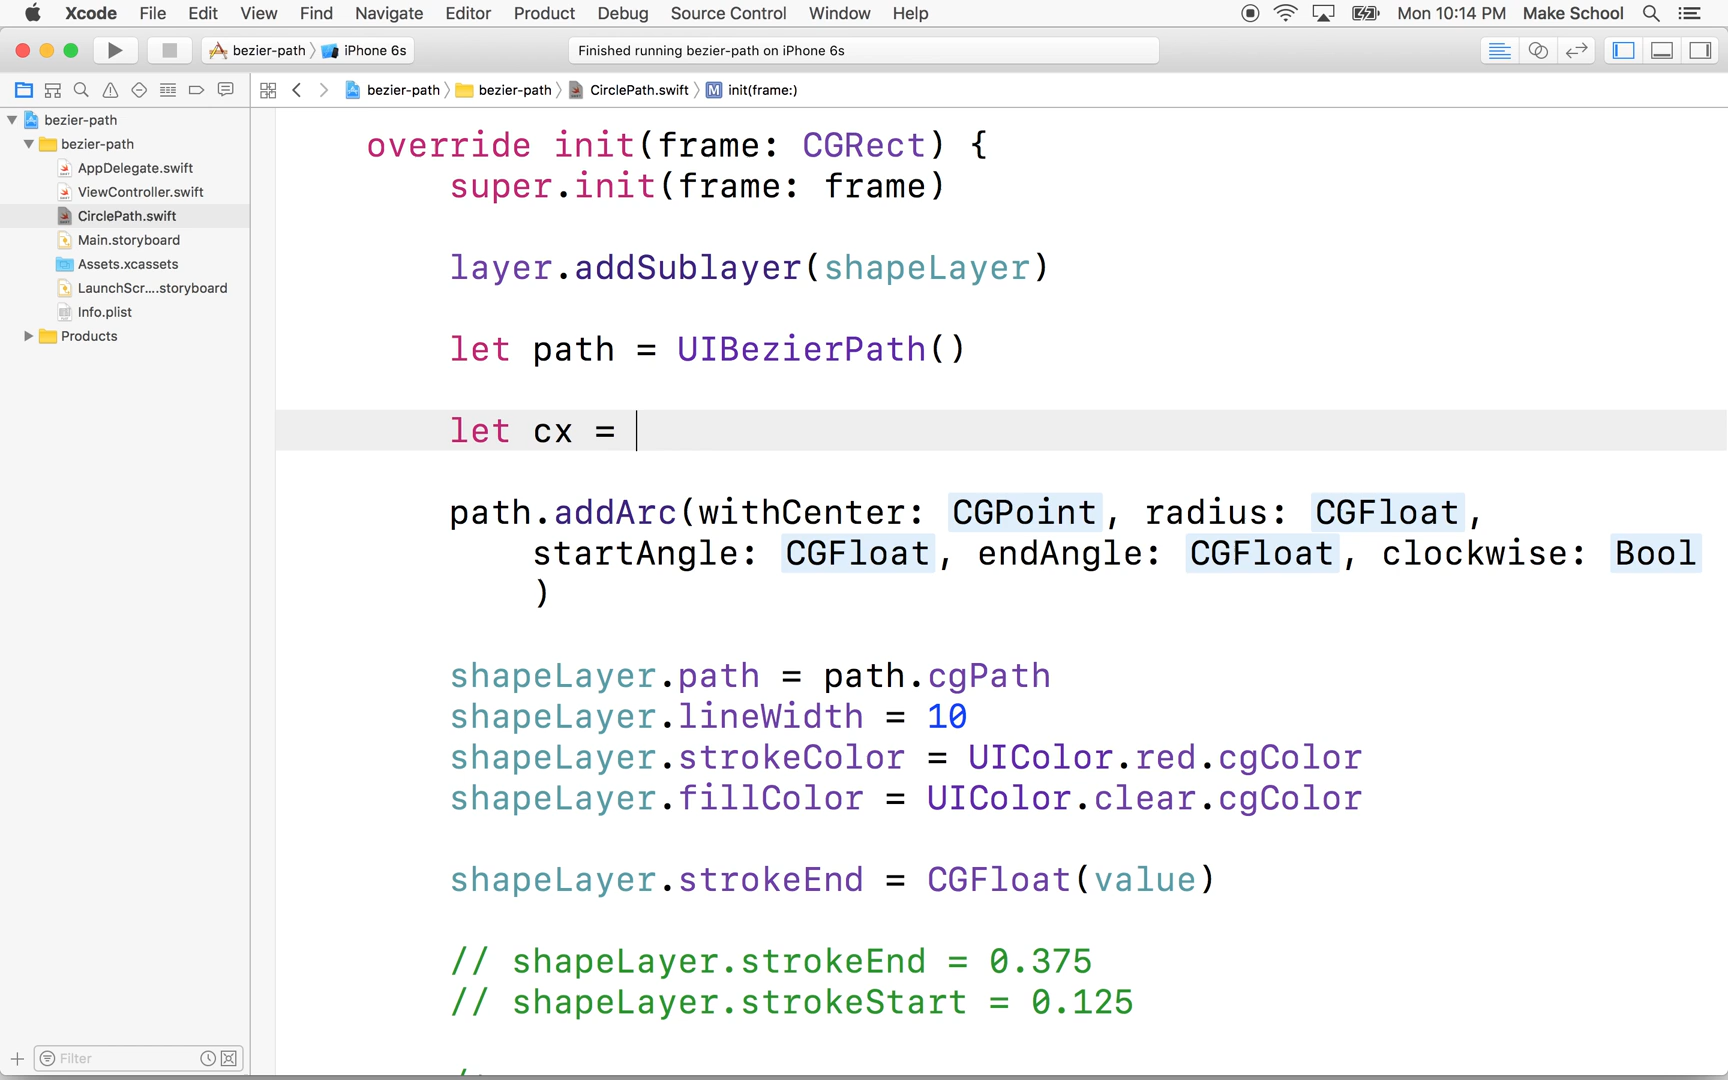 Xcode File Edit View Find Navigate Editor Product Debug Source Control Window Help Mon 10:14 PM Make School
bezier-path iPhone 6s Finished running bezier-path on iPhone 6s
bezier-path bezier-path CirclePath.swift M init(frame:)
bezier-path
bezier-path
AppDelegate.swift
ViewController.swift
CirclePath.swift
Main.storyboard
Assets.xcassets
LaunchScr....storyboard
Info.plist
Products
Filter
override init(frame: CGRect) {
super.init(frame: frame)
layer.addSublayer(shapeLayer)
let path = UIBezierPath()
let cx =
path.addArc(withCenter: CGPoint, radius: CGFloat,
startAngle: CGFloat, endAngle: CGFloat, clockwise: Bool
)
shapeLayer.path = path.cgPath
shapeLayer.lineWidth = 10
shapeLayer.strokeColor = UIColor.red.cgColor
shapeLayer.fillColor = UIColor.clear.cgColor
shapeLayer.strokeEnd = CGFloat(value)
// shapeLayer.strokeEnd = 0.375
// shapeLayer.strokeStart = 0.125